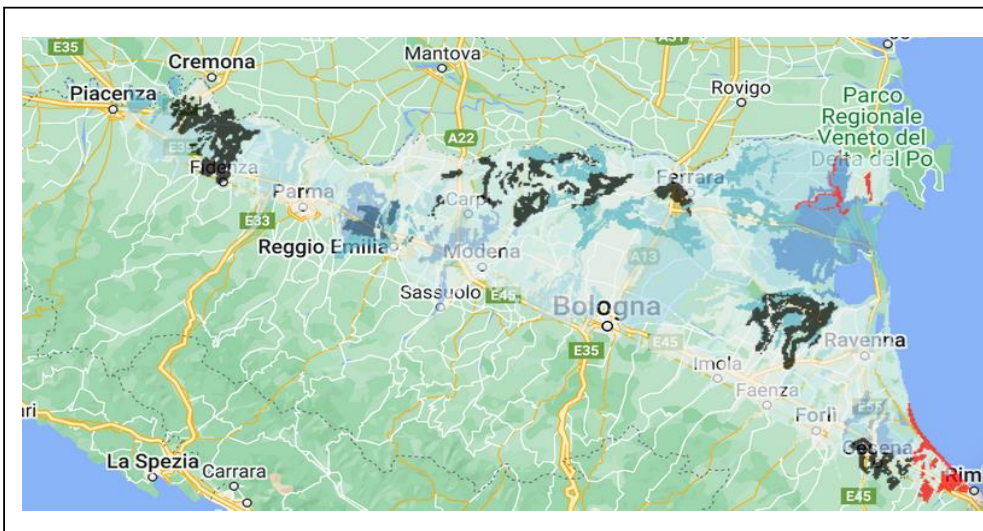 E35
Cremona
Mantova
Piacenza
Rovigo
Parco
Regionale
Veneto del
Delta del Po
A22
Fidenza
Ferrara
Parma
Carpi
E33
Reggio Emilia
Modena
A13
Sassuolo
E45
Bologna
E35
E45
Imola
Ravenna
Faenza
Forlì
Cesena
La Spezia
Carrara
E45
Rim